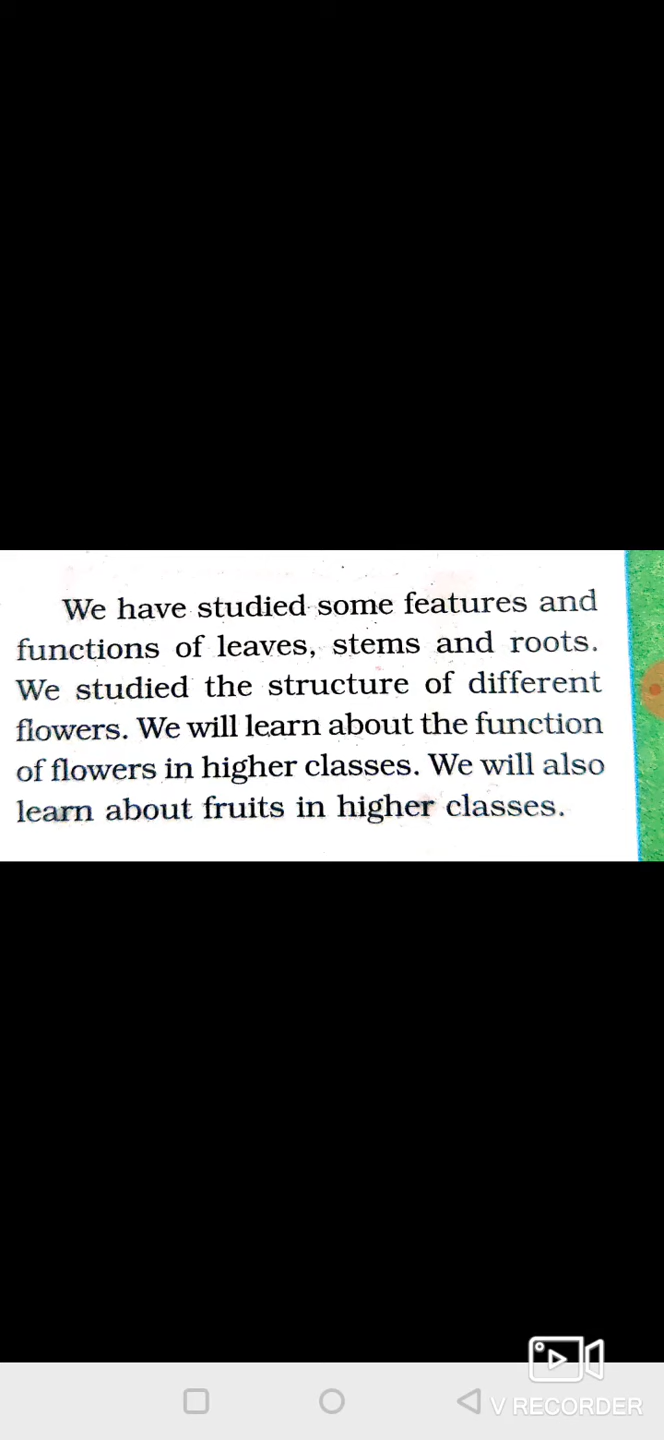 We have studied some features and
functions of leaves, stems and roots.
We studied the structure of different
flowers. We will learn about the function
of flowers in higher classes. We will also
learn about fruits in higher classes.
V RECORDER